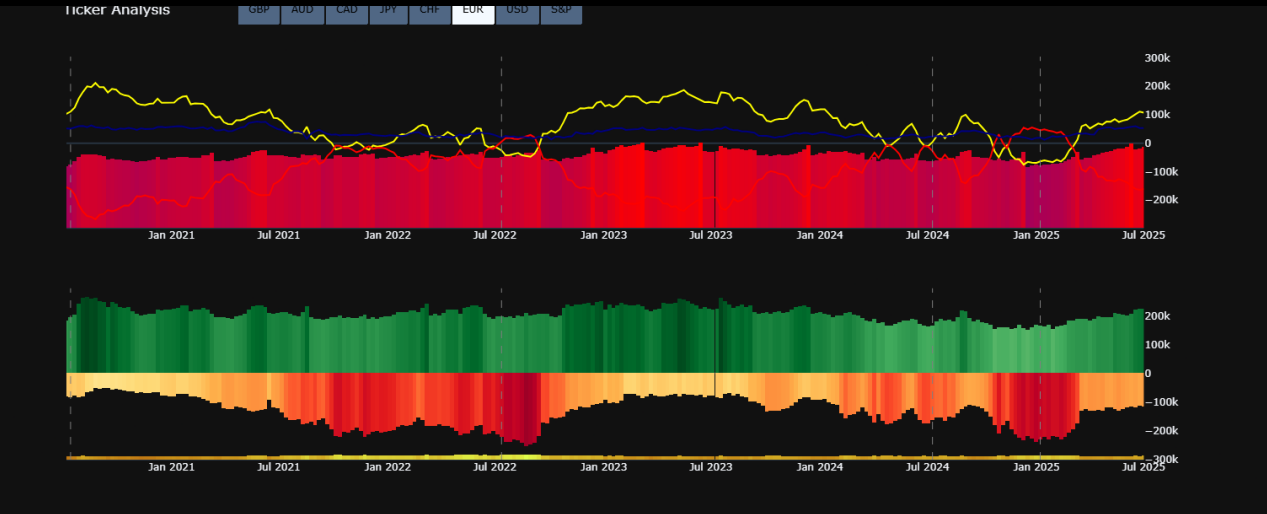 Ticker Analysis GBP AUD CAD JPY CHF EUR USD S&P
300k
200k
100k
0
−100k
−200k
Jan 2021 Jul 2021 Jan 2022 Jul 2022 Jan 2023 Jul 2023 Jan 2024 Jul 2024 Jan 2025 Jul 2025
200k
100k
0
−100k
−200k
−300k
Jan 2021 Jul 2021 Jan 2022 Jul 2022 Jan 2023 Jul 2023 Jan 2024 Jul 2024 Jan 2025 Jul 2025